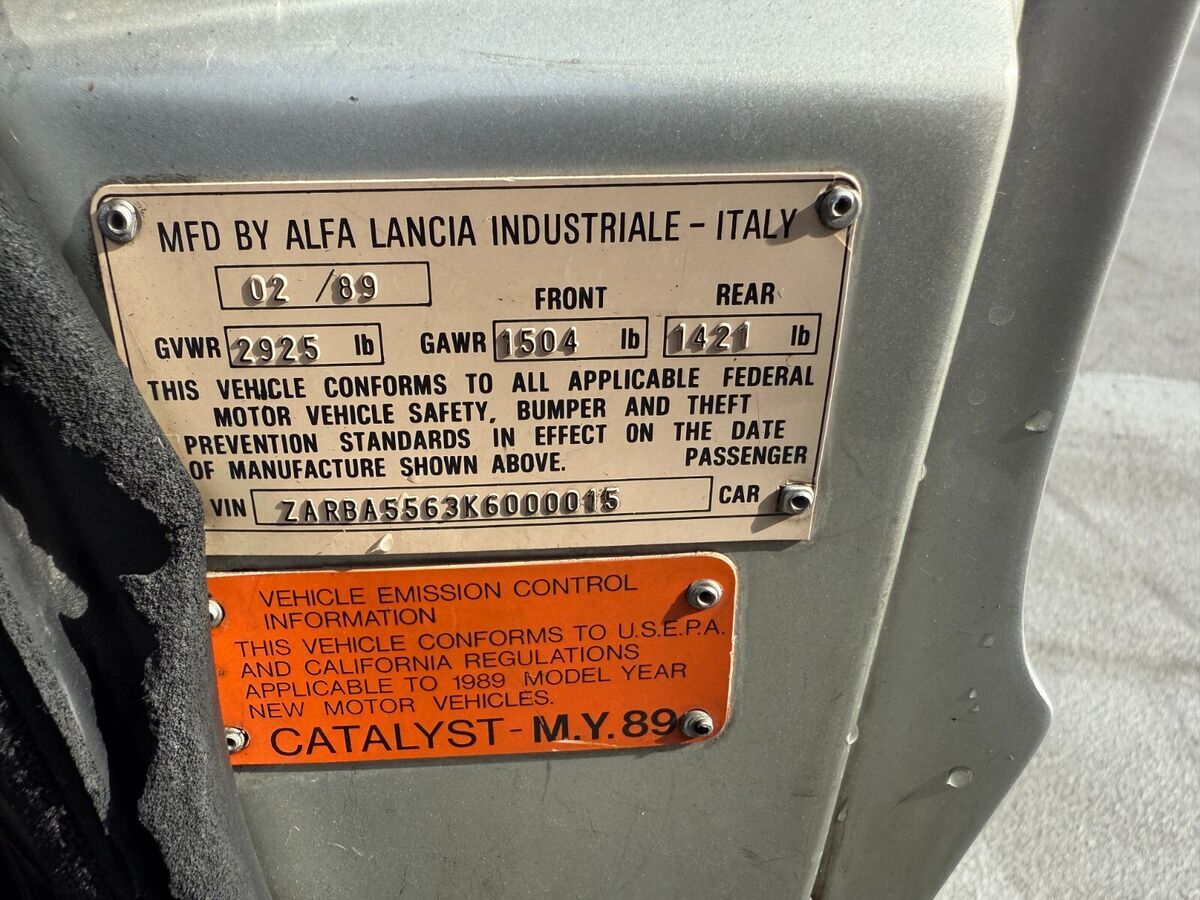 MFD BY ALFA LANCIA INDUSTRIALE - ITALY
02 /89
FRONT REAR
GVWR 2925 lb GAWR 1504 lb 1421 lb
THIS VEHICLE CONFORMS TO ALL APPLICABLE FEDERAL
MOTOR VEHICLE SAFETY, BUMPER AND THEFT
PREVENTION STANDARDS IN EFFECT ON THE DATE
OF MANUFACTURE SHOWN ABOVE. PASSENGER
VIN ZARBA5563K6000015 CAR
VEHICLE EMISSION CONTROL
INFORMATION
THIS VEHICLE CONFORMS TO U.S.E.P.A.
AND CALIFORNIA REGULATIONS
APPLICABLE TO 1989 MODEL YEAR
NEW MOTOR VEHICLES.
CATALYST - M.Y. 89